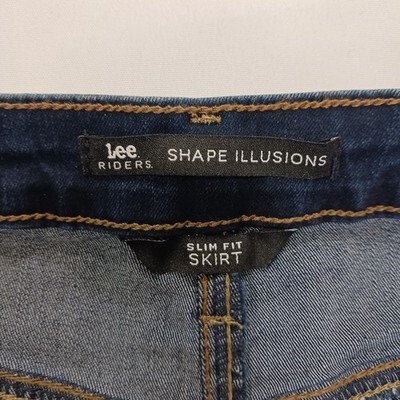 Lee. SHAPE ILLUSIONS
RIDERS.
SLIM FIT
SKIRT